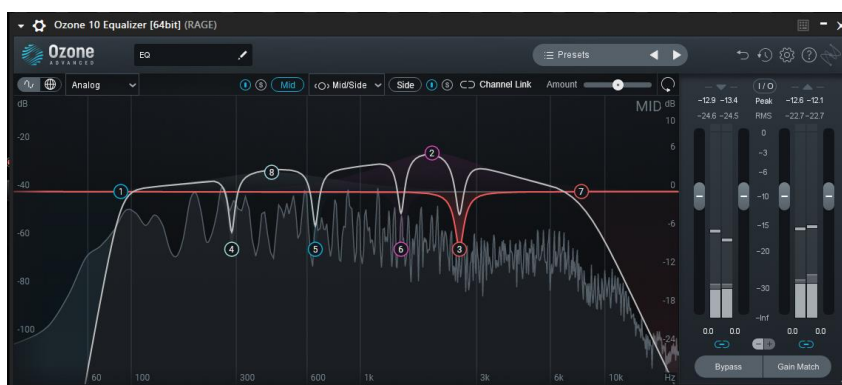 Ozone 10 Equalizer [64bit] (RAGE)
Ozone
ADVANCED
EQ
Presets
Analog
S
Mid
Mid/Side
Side
S
Channel Link
Amount
I / O
-12.9 -13.4
Peak
-12.6 -12.1
-24.6 -24.5
RMS
-22.7 -22.7
dB
MID
dB
-20
-40
-60
-80
-100
10
6
0
-6
-12
-18
-24
1
2
3
4
5
6
7
8
60
100
300
600
1k
3k
6k
10k
Hz
0
-3
-6
-10
-15
-20
-30
-Inf
0.0
0.0
0.0
0.0
Bypass
Gain Match